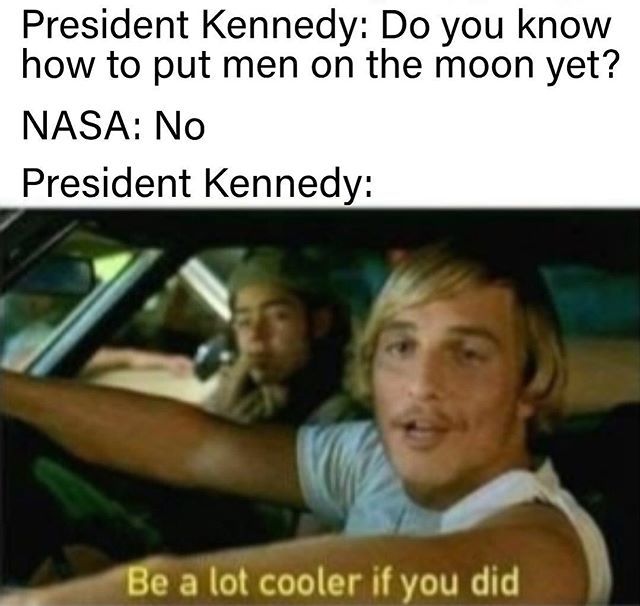 President Kennedy: Do you know
how to put men on the moon yet?
NASA: No
President Kennedy:
Be a lot cooler if you did